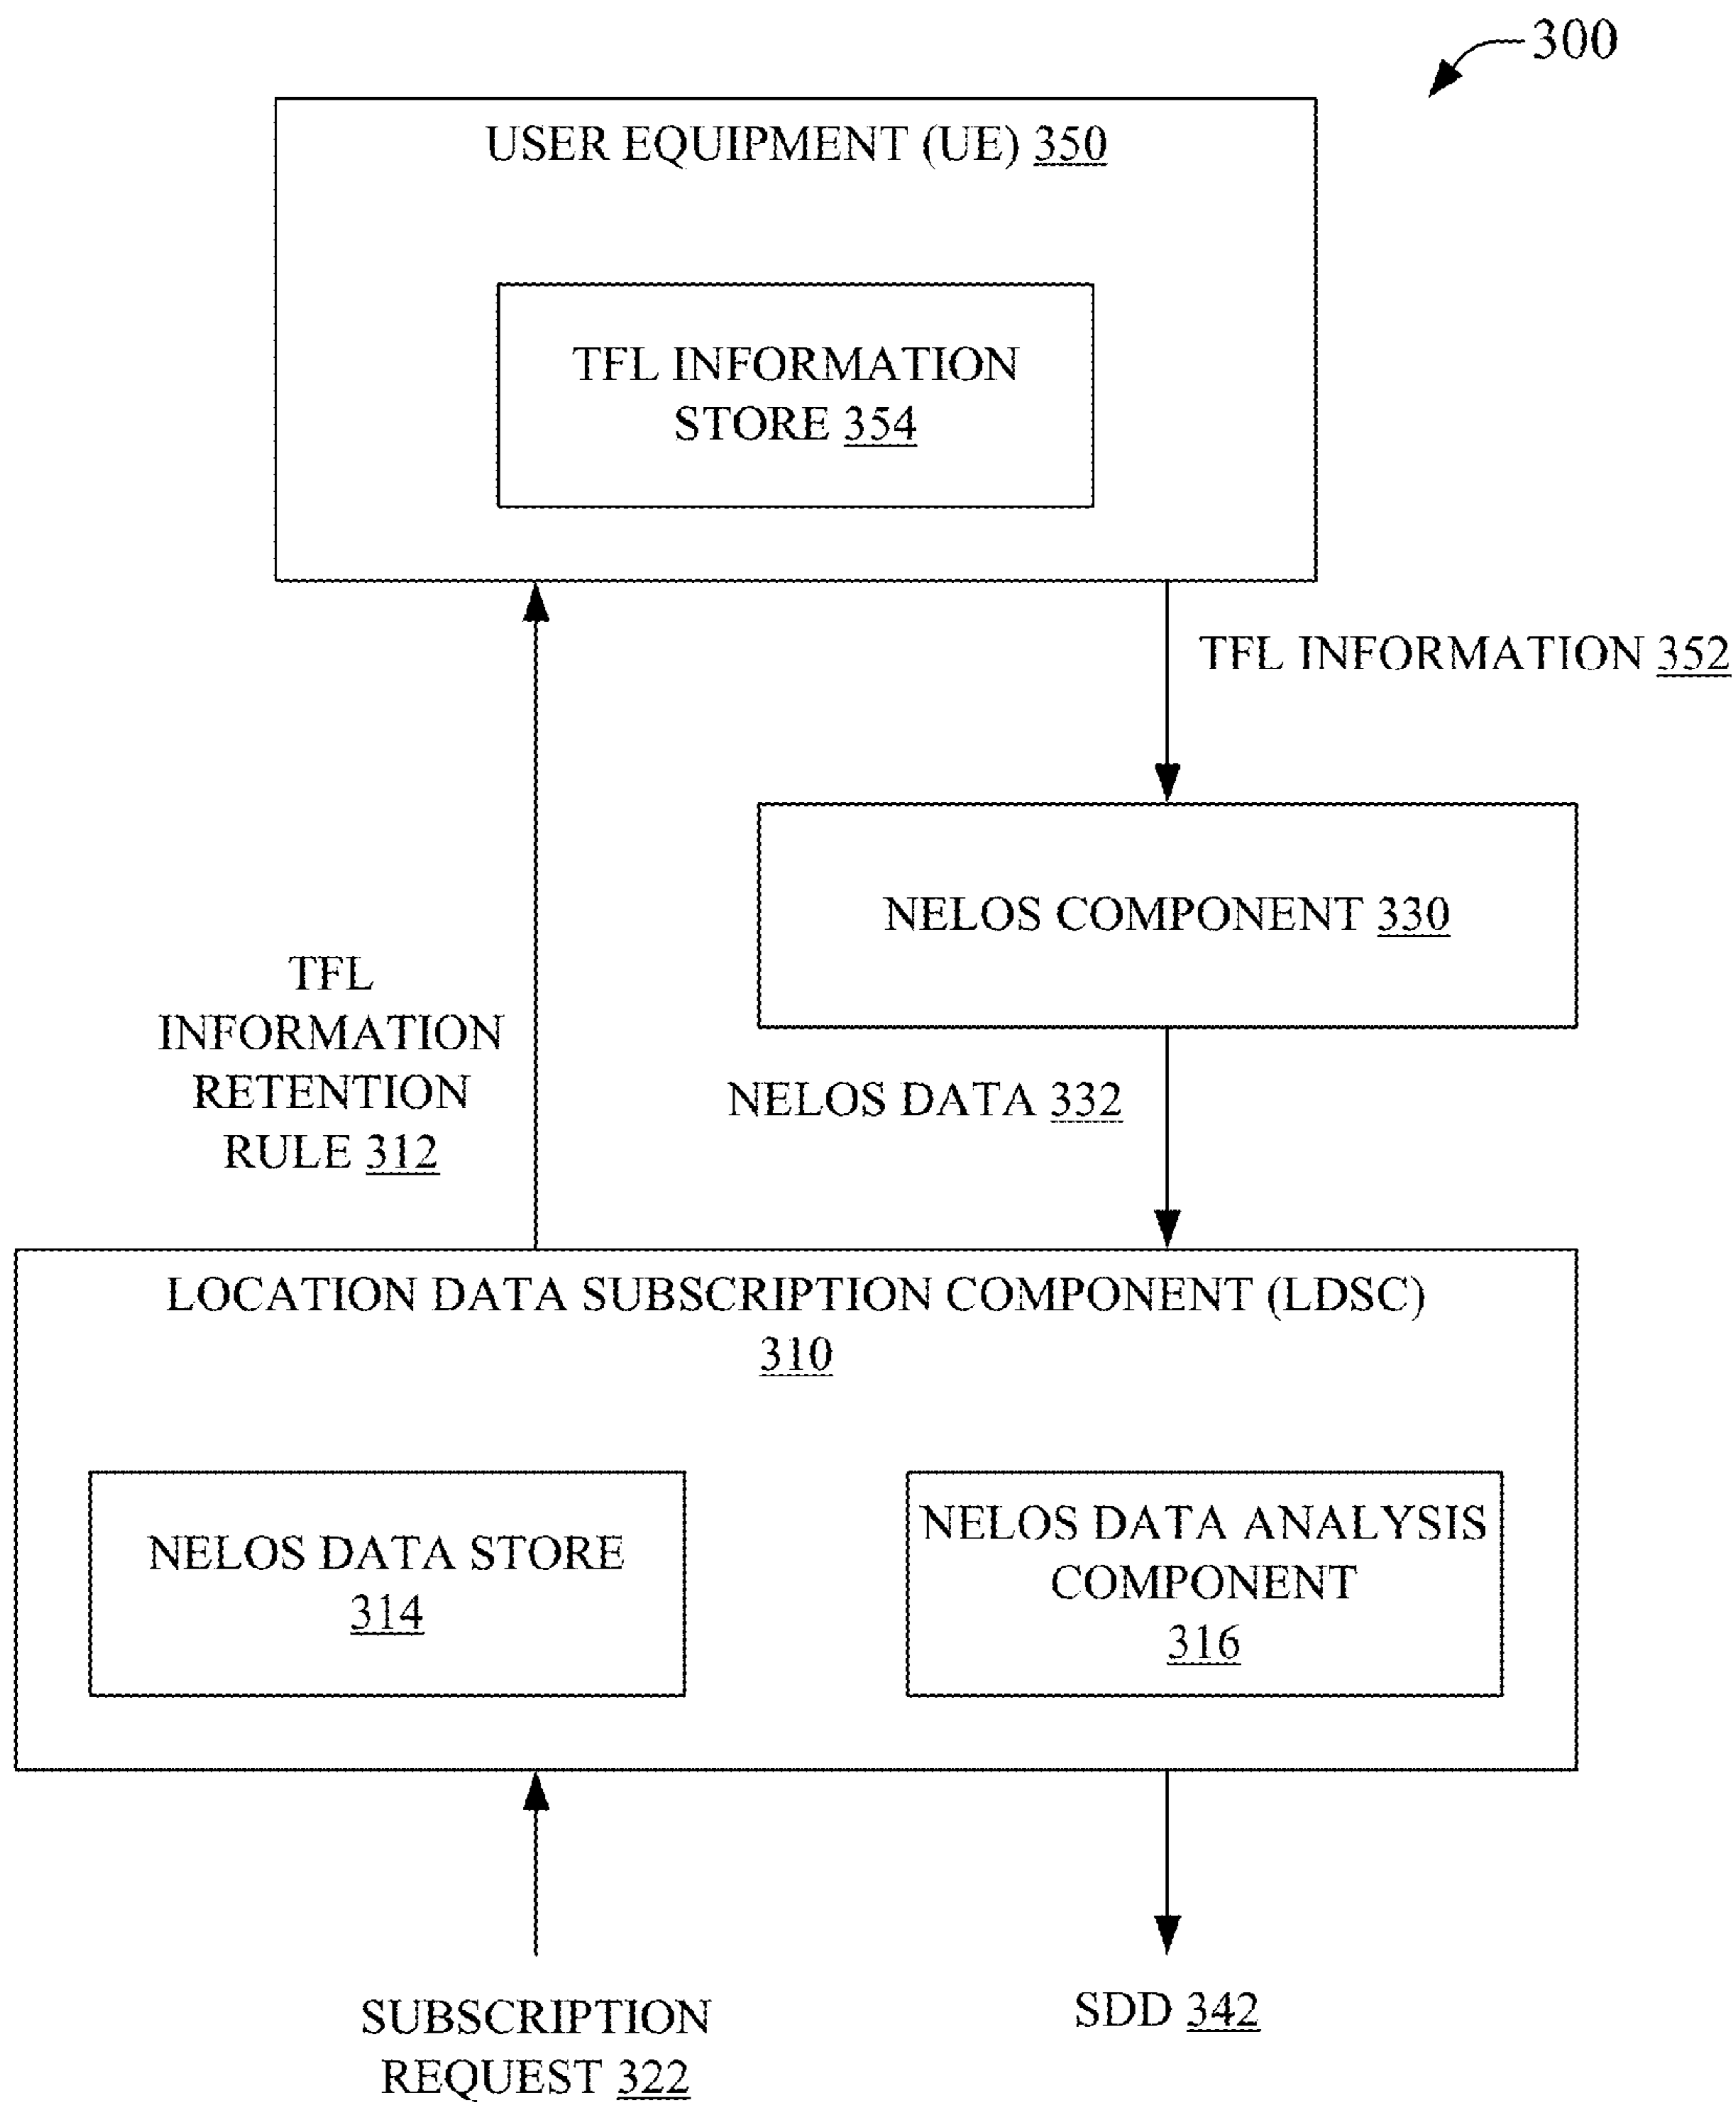 300
USER EQUIPMENT (UE) 350
TFL INFORMATION
STORE 354
TFL INFORMATION 352
NELOS COMPONENT 330
TFL
INFORMATION
RETENTION
RULE 312
NELOS DATA 332
LOCATION DATA SUBSCRIPTION COMPONENT (LDSC)
310
NELOS DATA STORE
314
NELOS DATA ANALYSIS
COMPONENT
316
SUBSCRIPTION
REQUEST 322
SDD 342